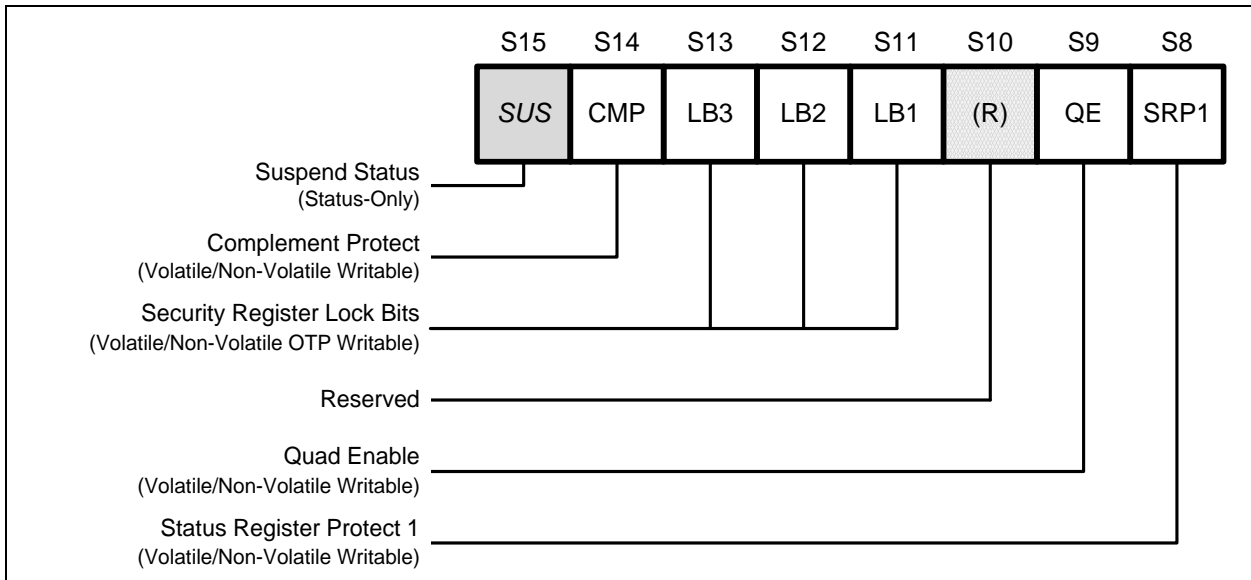 S15 S14 S13 S12 S11 S10 S9 S8
SUS CMP LB3 LB2 LB1 (R) QE SRP1
Suspend Status
(Status-Only)
Complement Protect
(Volatile/Non-Volatile Writable)
Security Register Lock Bits
(Volatile/Non-Volatile OTP Writable)
Reserved
Quad Enable
(Volatile/Non-Volatile Writable)
Status Register Protect 1
(Volatile/Non-Volatile Writable)